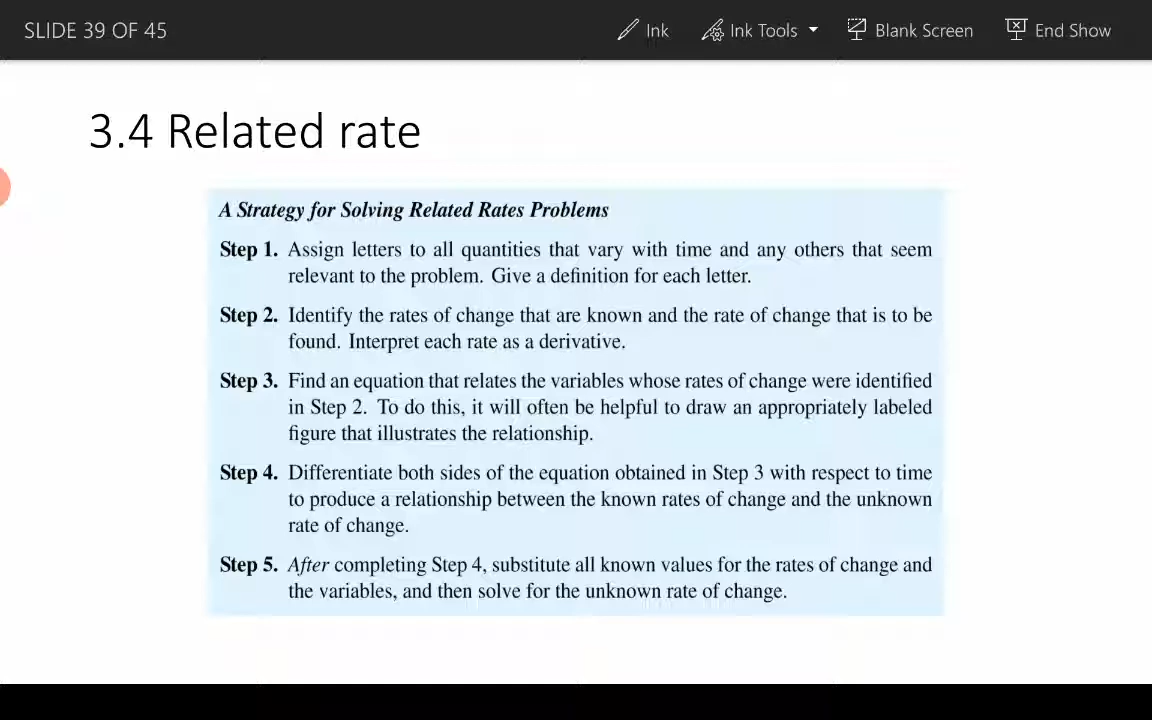 SLIDE 39 OF 45
Ink
Ink Tools
Blank Screen
End Show
3.4 Related rate
A Strategy for Solving Related Rates Problems
Step 1. Assign letters to all quantities that vary with time and any others that seem
relevant to the problem. Give a definition for each letter.
Step 2. Identify the rates of change that are known and the rate of change that is to be
found. Interpret each rate as a derivative.
Step 3. Find an equation that relates the variables whose rates of change were identified
in Step 2. To do this, it will often be helpful to draw an appropriately labeled
figure that illustrates the relationship.
Step 4. Differentiate both sides of the equation obtained in Step 3 with respect to time
to produce a relationship between the known rates of change and the unknown
rate of change.
Step 5. After completing Step 4, substitute all known values for the rates of change and
the variables, and then solve for the unknown rate of change.